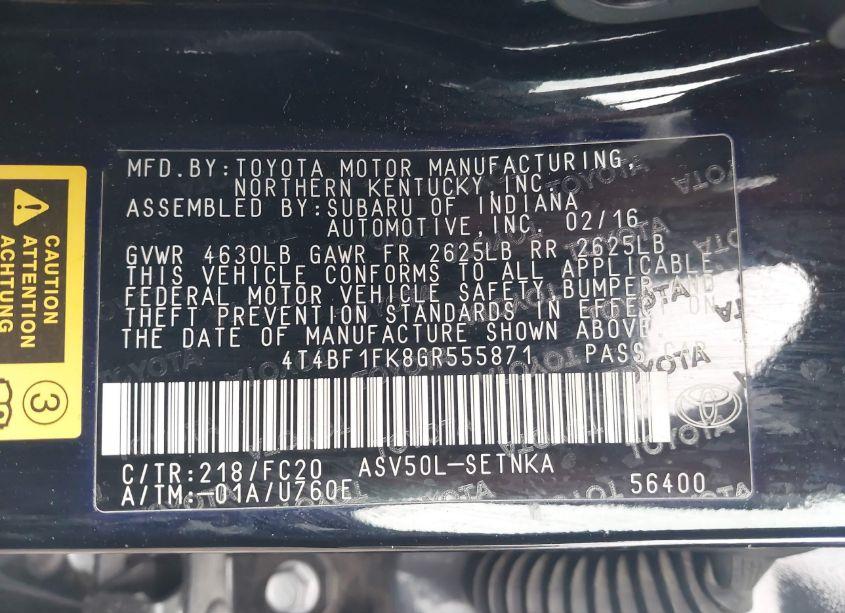 MFD.BY:TOYOTA MOTOR MANUFACTURING,
NORTHERN KENTUCKY INC.
ASSEMBLED BY:SUBARU OF INDIANA
AUTOMOTIVE,INC. 02/16
GVWR 4630LB GAWR FR 2625LB RR 2625LB
THIS VEHICLE CONFORMS TO ALL APPLICABLE
FEDERAL MOTOR VEHICLE SAFETY,BUMPER,AND
THEFT PREVENTION STANDARDS IN EFFECT ON
THE DATE OF MANUFACTURE SHOWN ABOVE.
4T4BF1FK8GR555871 PASS.CAR
C/TR:218/FC20 ASV50L-SETNKA
A/TM:-01A/U760E 56400
CAUTION
ATTENTION
ACHTUNG
3
TOYOTA